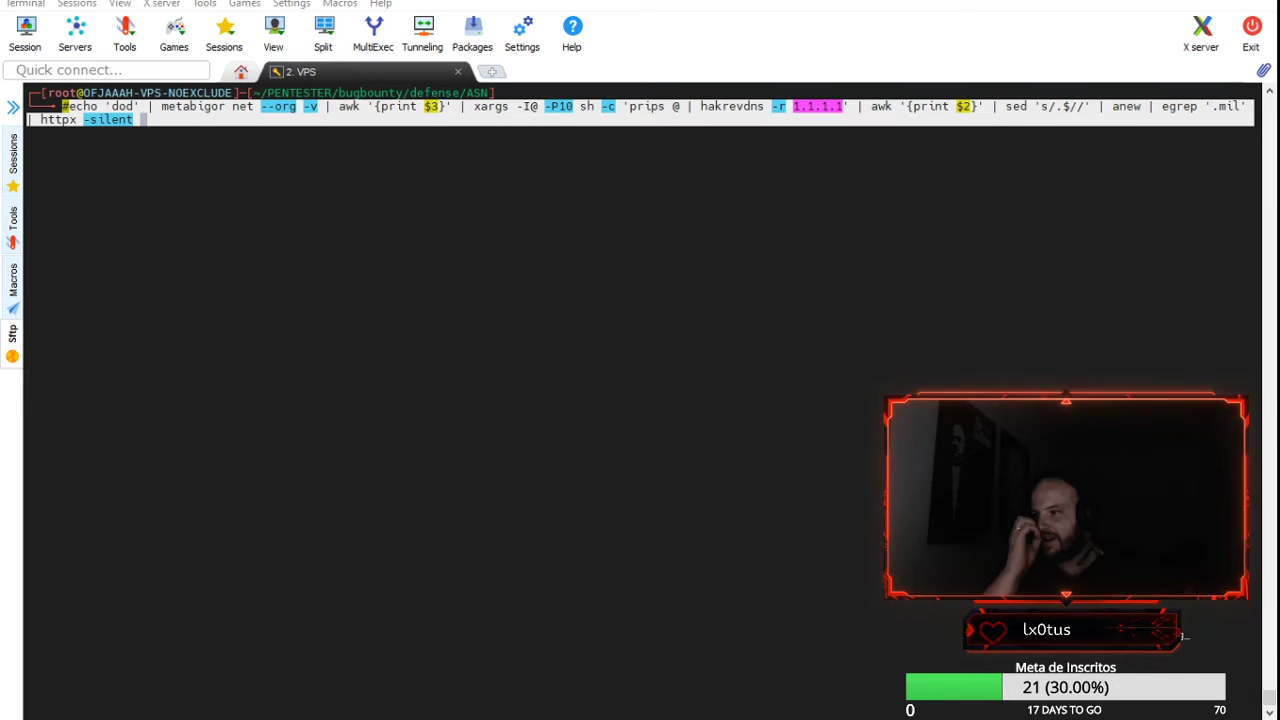 Terminal Sessions View X server Tools Games Settings Macros Help
Session Servers Tools Games Sessions View Split MultiExec Tunneling Packages Settings Help X server Exit
Quick connect... 2. VPS
[root@OFJAAAH-VPS-NOEXCLUDE]-[~/PENTESTER/bugbounty/defense/ASN]
#echo 'dod' | metabigor net --org -v | awk '{print $3}' | xargs -I@ -P10 sh -c 'prips @ | hakrevdns -r 1.1.1.1' | awk '{print $2}' | sed 's/.$//' | anew | egrep '.mil'
| httpx -silent
Sessions
Tools
Macros
Sftp
lx0tus
Meta de Inscritos
21 (30.00%)
0 17 DAYS TO GO 70